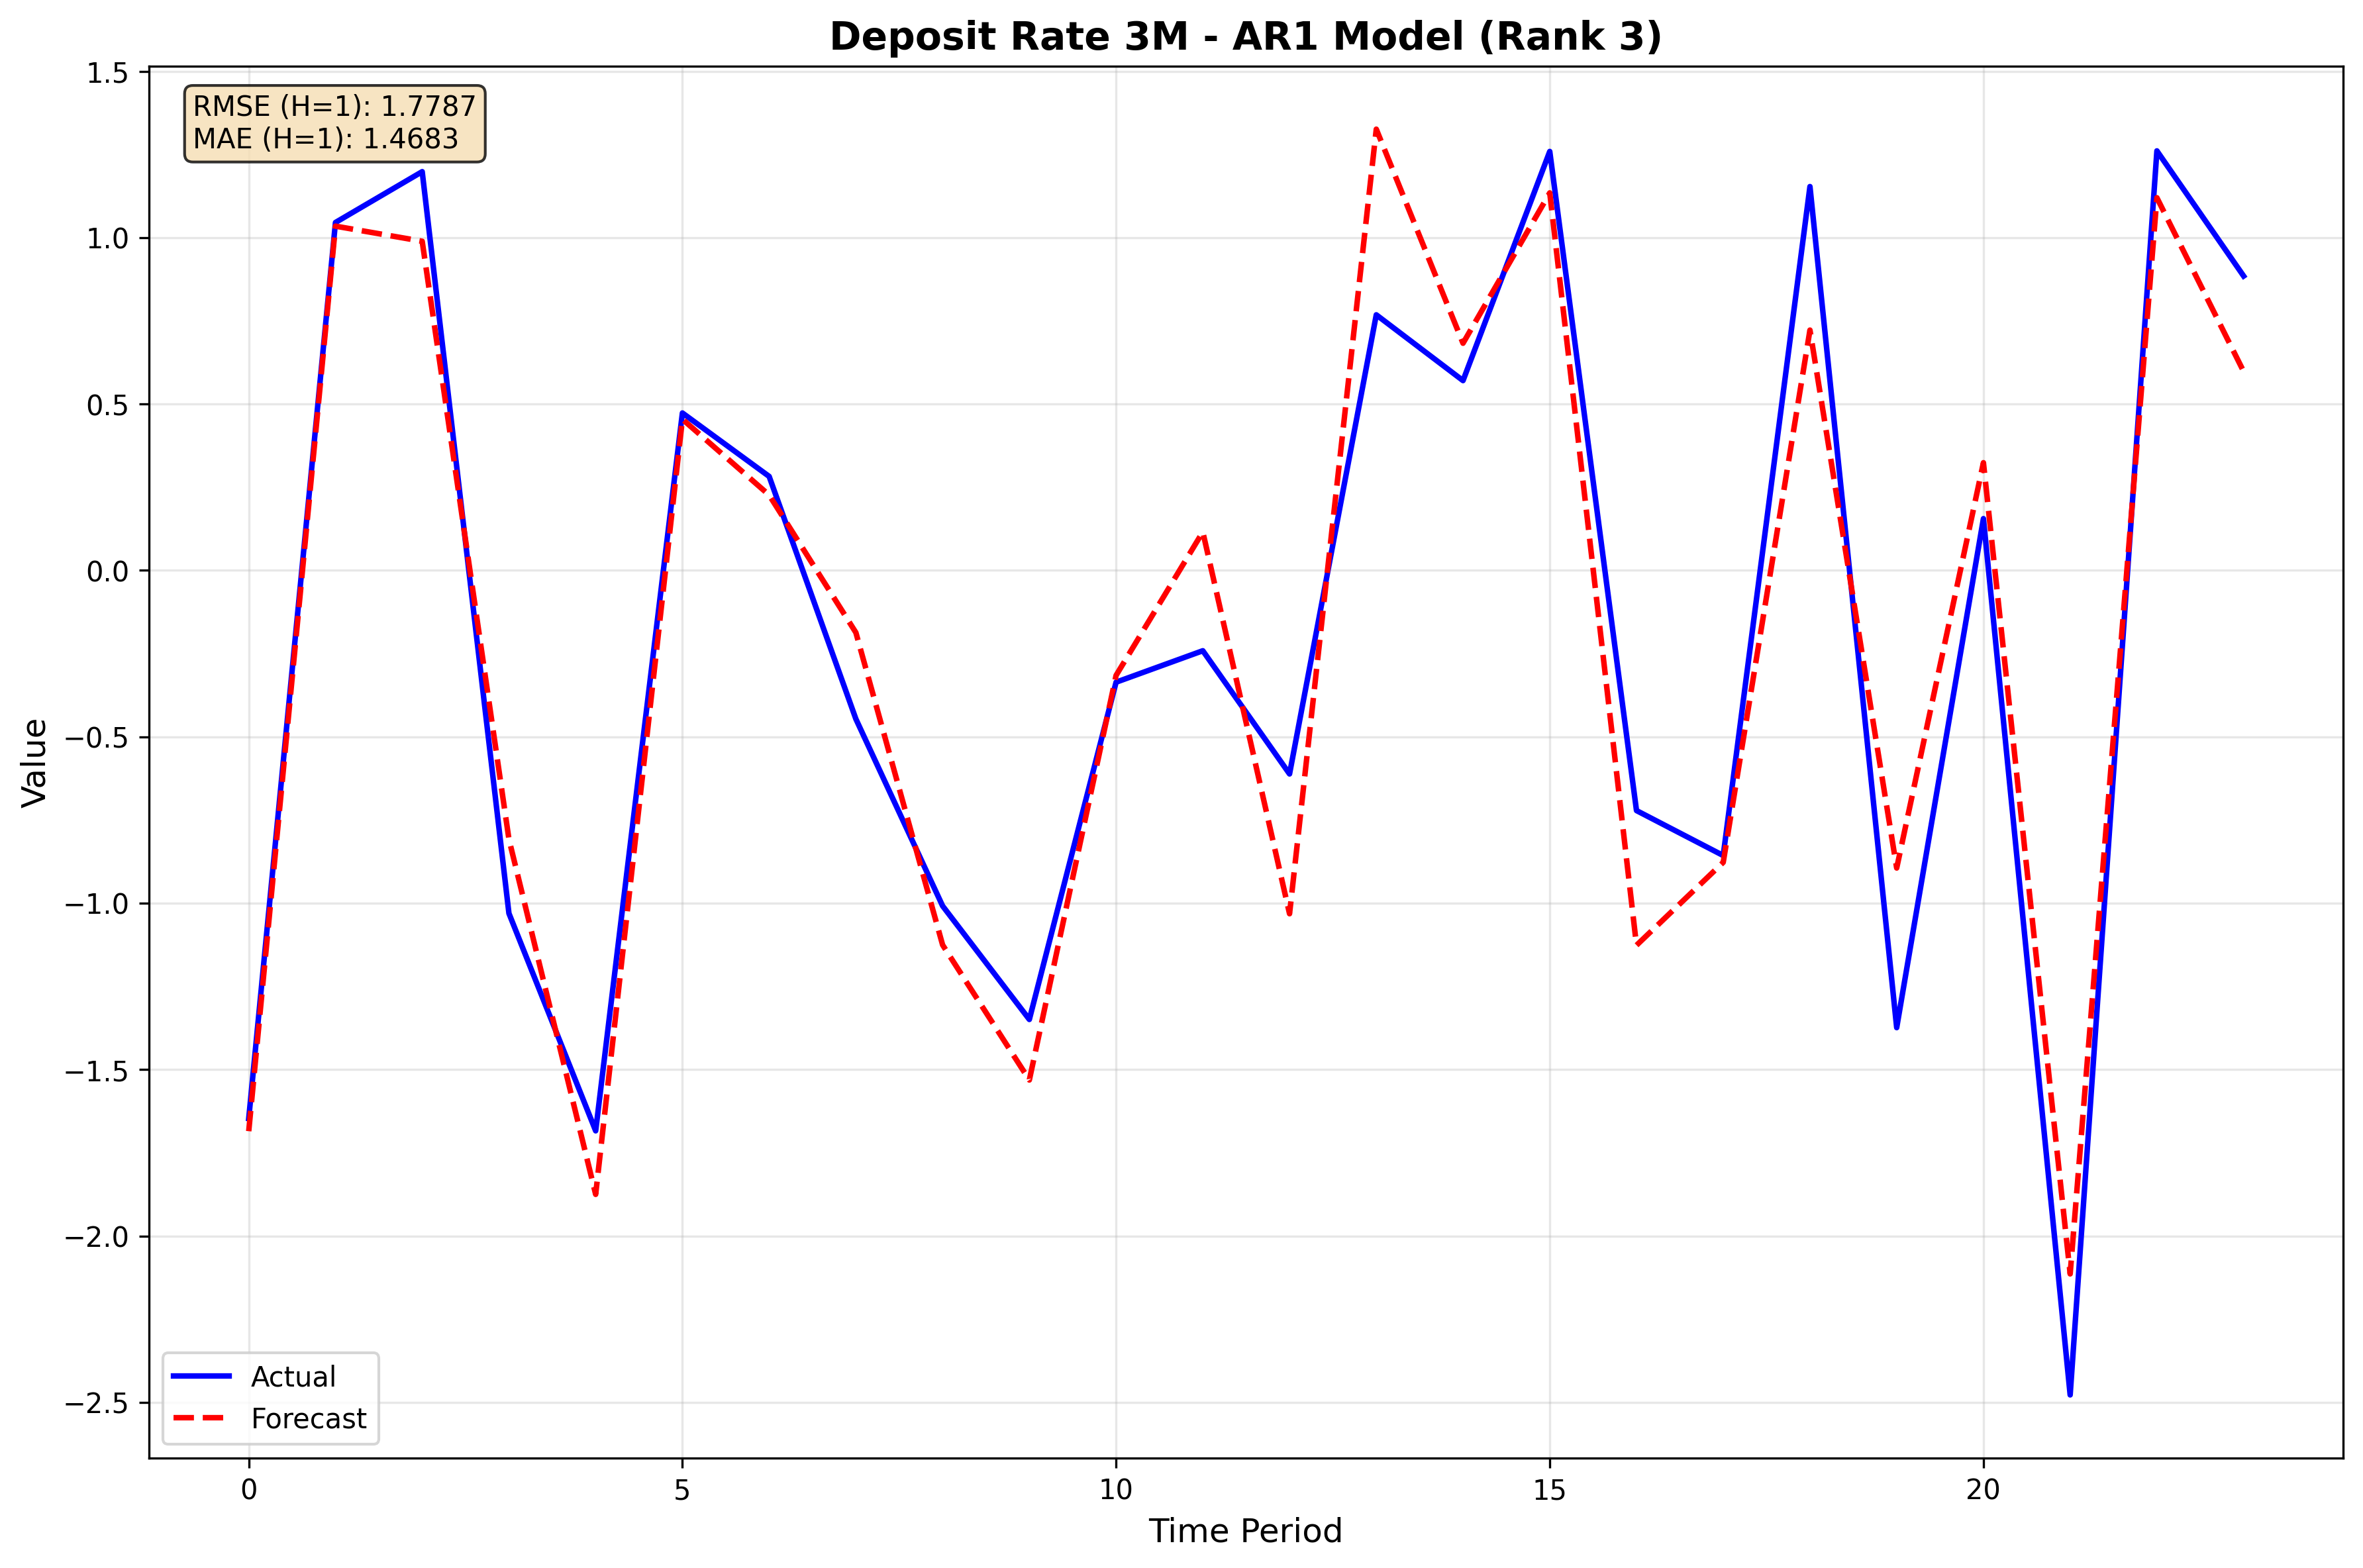 Deposit Rate 3M - AR1 Model (Rank 3)
RMSE (H=1): 1.7787
MAE (H=1): 1.4683
1.5
1.0
0.5
0.0
−0.5
−1.0
−1.5
−2.0
−2.5
Value
Actual
Forecast
0 5 10 15 20
Time Period